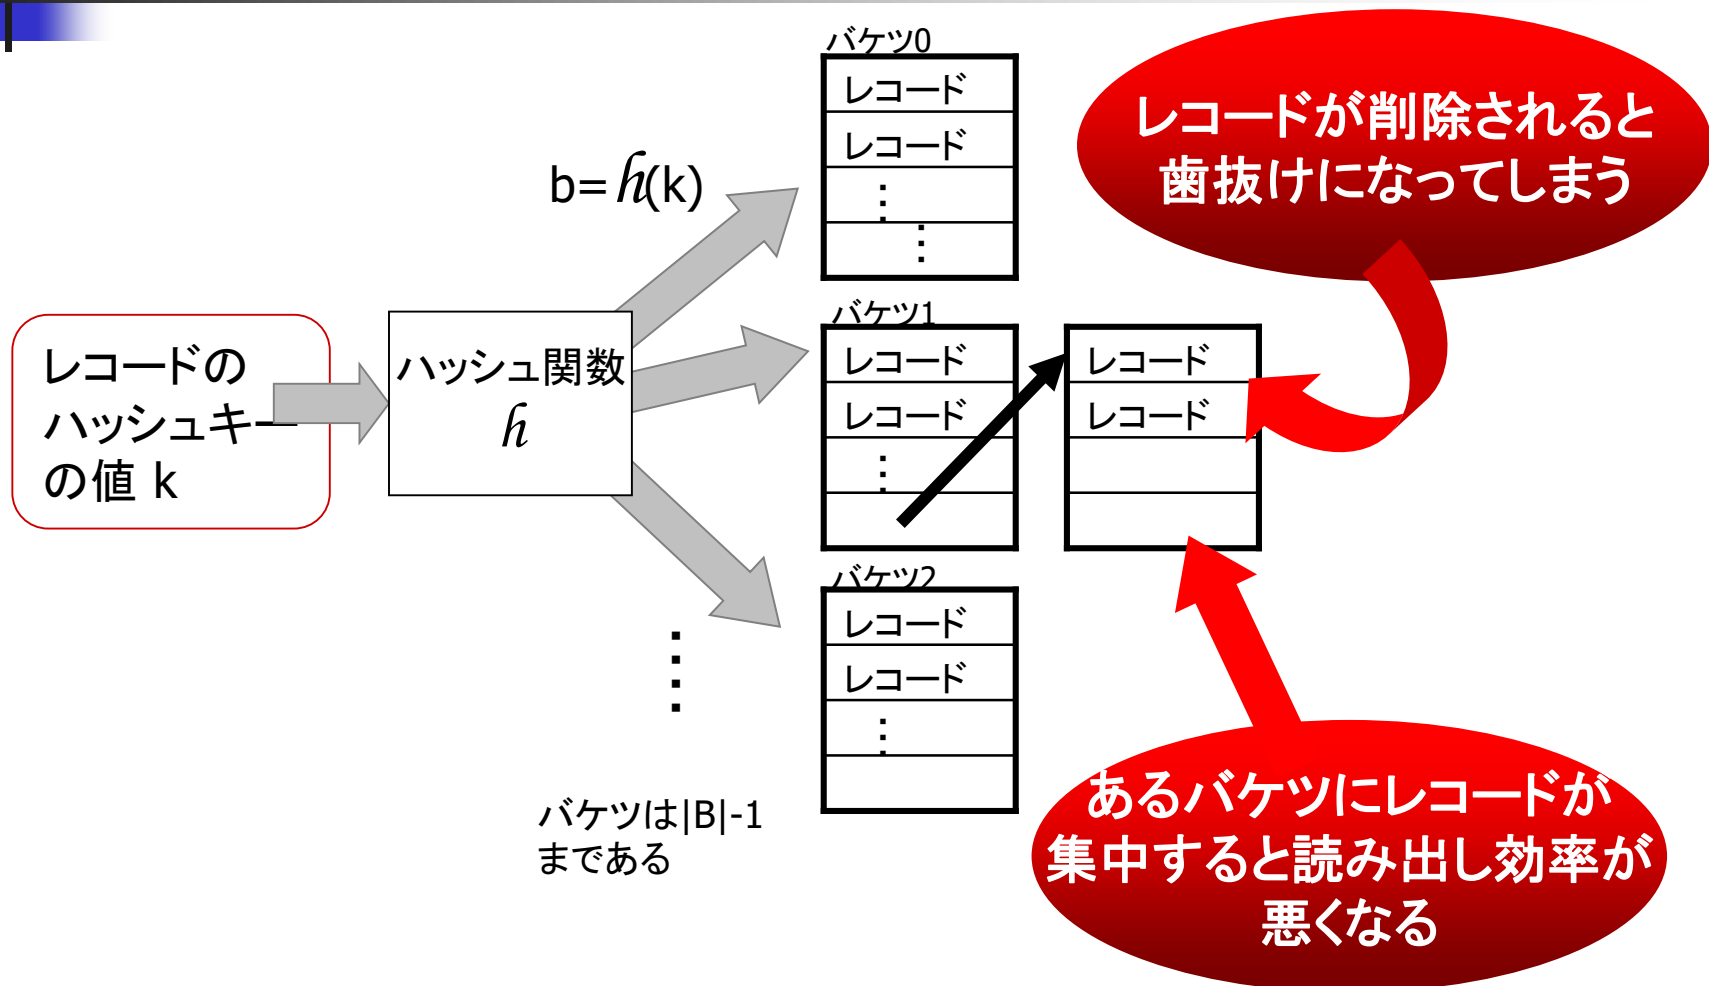 レコードの
ハッシュキー
の値 k
ハッシュ関数
h
b=h(k)
バケツ0
レコード
レコード
⋮
⋮
バケツ1
レコード
レコード
⋮
レコード
レコード
バケツ2
レコード
レコード
⋮
⋮
バケツは|B|-1
まである
レコードが削除されると
歯抜けになってしまう
あるバケツにレコードが
集中すると読み出し効率が
悪くなる